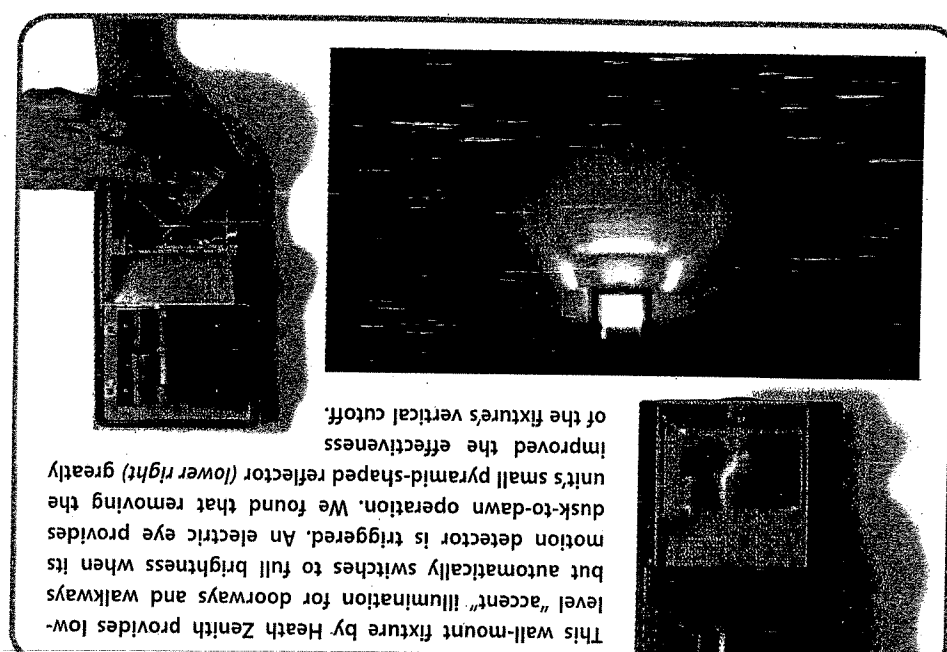 This wall-mount fixture by Heath Zenith provides low-
level "accent" illumination for doorways and walkways
but automatically switches to full brightness when its
motion detector is triggered. An electric eye provides
dusk-to-dawn operation. We found that removing the
unit's small pyramid-shaped reflector (lower right) greatly
improved the effectiveness
of the fixture's vertical cutoff.